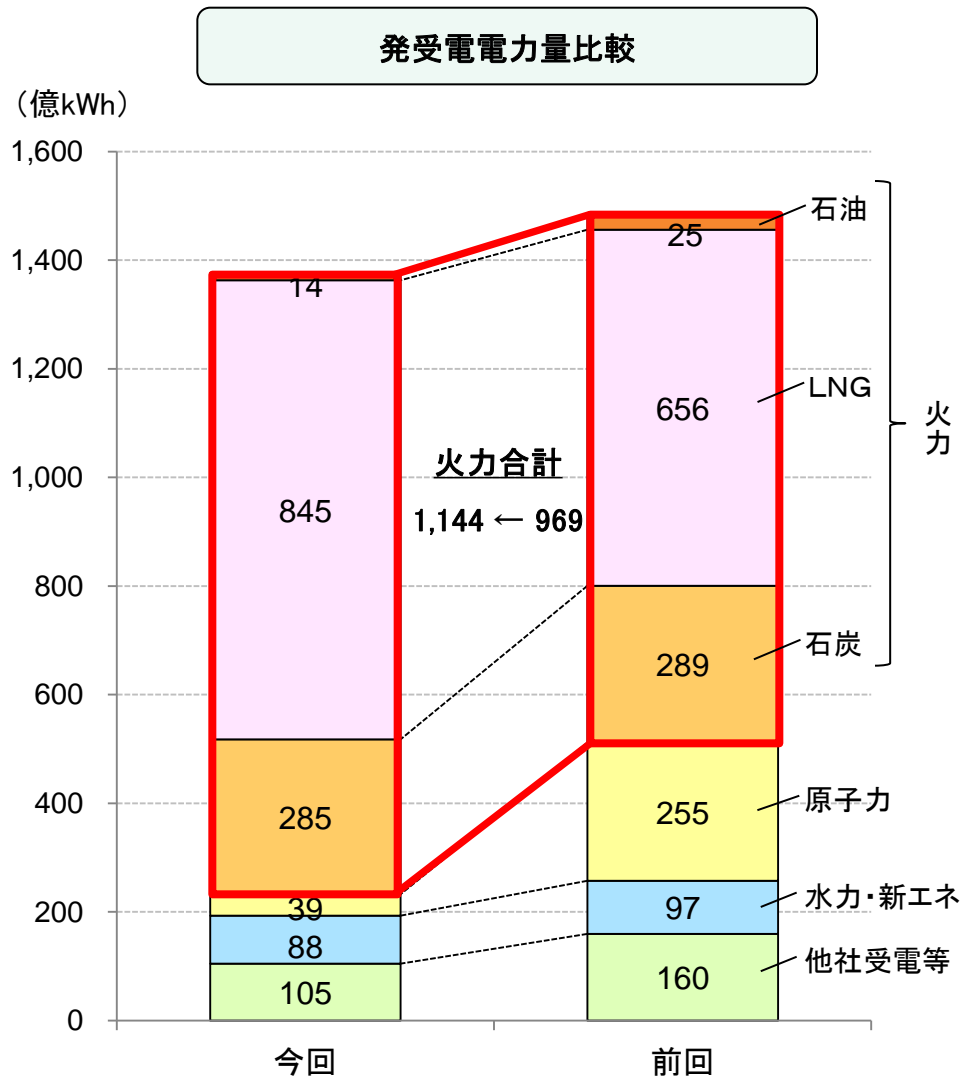 発受電電力量比較
（億kWh）
1,600
1,400
1,200
1,000
800
600
400
200
0
14
845
285
39
88
105
今回
火力合計
1,144 ← 969
25
656
289
255
97
160
前回
石油
LNG
石炭
火力
原子力
水力・新エネ
他社受電等